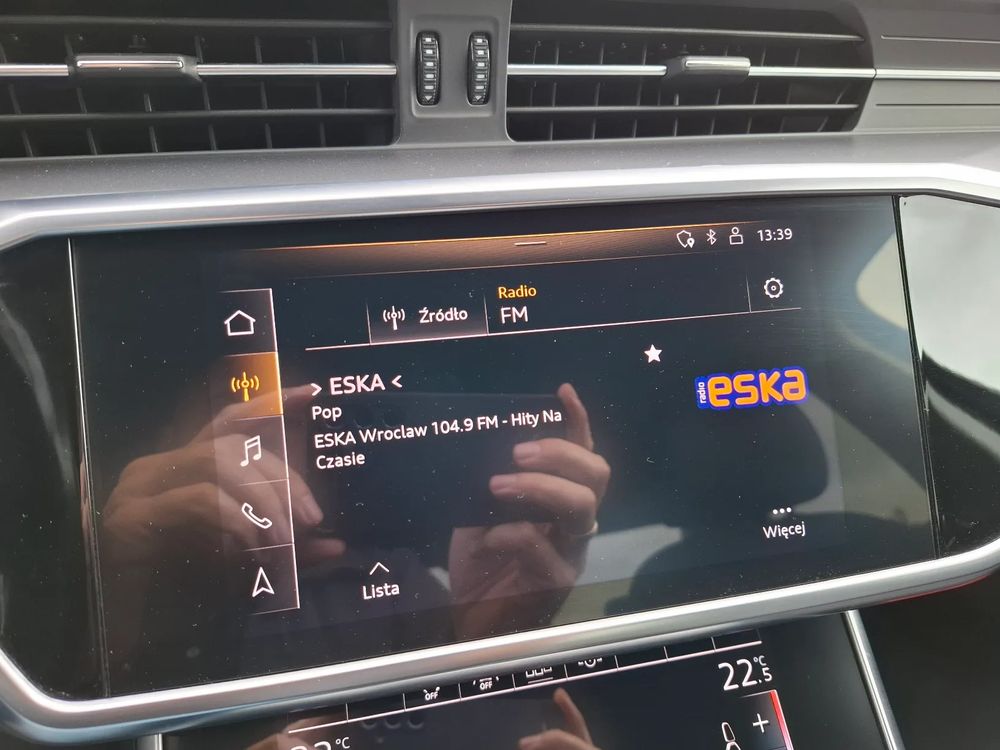 13:39
Radio
Źródło
FM
> ESKA <
Pop
ESKA Wroclaw 104.9 FM - Hity Na
Czasie
radio eska
Więcej
Lista
OFF
OFF
22.5 °C
°C
+